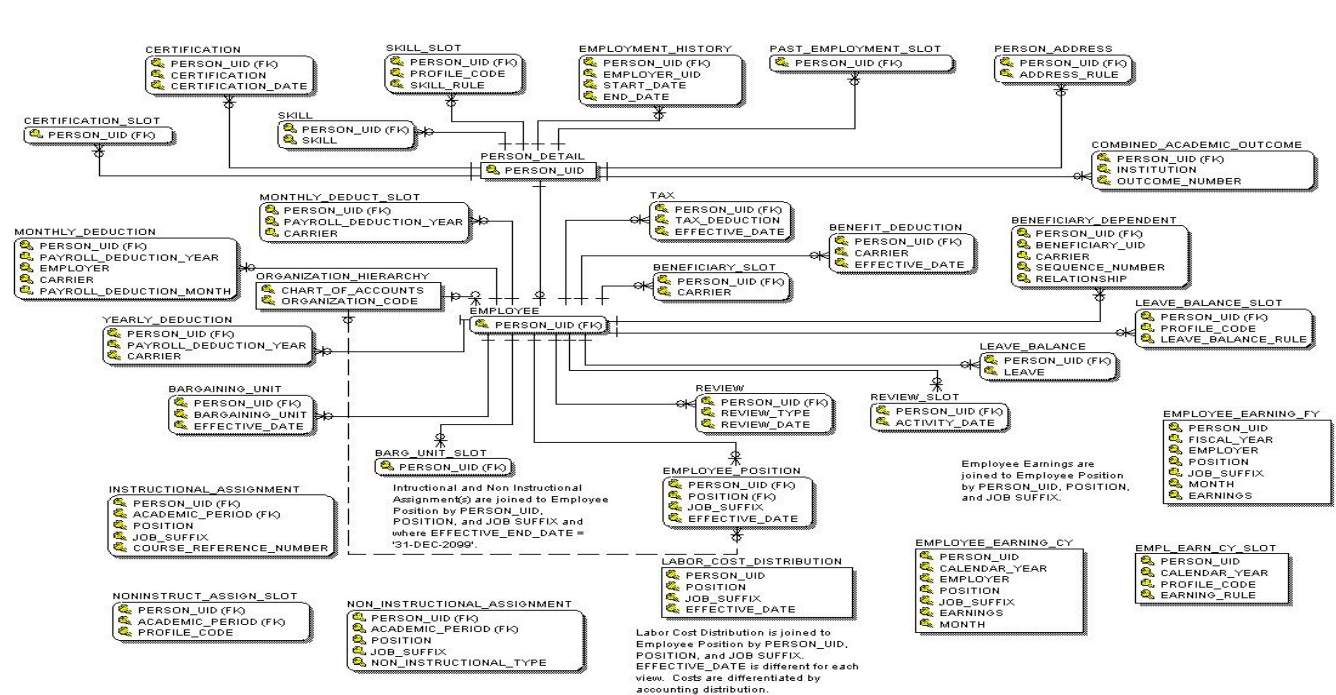 CERTIFICATION
PERSON_UID (FK)
CERTIFICATION
CERTIFICATION_DATE
SKILL_SLOT
PERSON_UID (FK)
PROFILE_CODE
SKILL_RULE
EMPLOYMENT_HISTORY
PERSON_UID (FK)
EMPLOYER_UID
START_DATE
END_DATE
PAST_EMPLOYMENT_SLOT
PERSON_UID (FK)
PERSON_ADDRESS
PERSON_UID (FK)
ADDRESS_RULE
CERTIFICATION_SLOT
PERSON_UID (FK)
SKILL
PERSON_UID (FK)
SKILL
PERSON_DETAIL
PERSON_UID
COMBINED_ACADEMIC_OUTCOME
PERSON_UID (FK)
INSTITUTION
OUTCOME_NUMBER
MONTHLY_DEDUCT_SLOT
PERSON_UID (FK)
PAYROLL_DEDUCTION_YEAR
CARRIER
TAX
PERSON_UID (FK)
TAX_DEDUCTION
EFFECTIVE_DATE
BENEFIT_DEDUCTION
PERSON_UID (FK)
CARRIER
EFFECTIVE_DATE
BENEFICIARY_DEPENDENT
PERSON_UID (FK)
BENEFICIARY_UID
CARRIER
SEQUENCE_NUMBER
RELATIONSHIP
MONTHLY_DEDUCTION
PERSON_UID (FK)
PAYROLL_DEDUCTION_YEAR
EMPLOYER
CARRIER
PAYROLL_DEDUCTION_MONTH
ORGANIZATION_HIERARCHY
CHART_OF_ACCOUNTS
ORGANIZATION_CODE
BENEFICIARY_SLOT
PERSON_UID (FK)
CARRIER
EMPLOYEE
PERSON_UID (FK)
LEAVE_BALANCE_SLOT
PERSON_UID (FK)
PROFILE_CODE
LEAVE_BALANCE_RULE
YEARLY_DEDUCTION
PERSON_UID (FK)
PAYROLL_DEDUCTION_YEAR
CARRIER
LEAVE_BALANCE
PERSON_UID (FK)
LEAVE
BARGAINING_UNIT
PERSON_UID (FK)
BARGAINING_UNIT
EFFECTIVE_DATE
REVIEW
PERSON_UID (FK)
REVIEW_TYPE
REVIEW_DATE
REVIEW_SLOT
PERSON_UID (FK)
ACTIVITY_DATE
EMPLOYEE_EARNING_FY
PERSON_UID
FISCAL_YEAR
EMPLOYER
POSITION
JOB_SUFFIX
MONTH
EARNINGS
BARG_UNIT_SLOT
PERSON_UID (FK)
Intructional and Non Instructional
Assignment(s) are joined to Employee
Position by PERSON_UID,
POSITION, and JOB SUFFIX and
where EFFECTIVE_END_DATE =
'31-DEC-2099'.
EMPLOYEE_POSITION
PERSON_UID (FK)
POSITION (FK)
JOB_SUFFIX
EFFECTIVE_DATE
Employee Earnings are
joined to Employee Position
by PERSON_UID, POSITION,
and JOB SUFFIX.
INSTRUCTIONAL_ASSIGNMENT
PERSON_UID (FK)
ACADEMIC_PERIOD (FK)
POSITION
JOB_SUFFIX
COURSE_REFERENCE_NUMBER
EMPLOYEE_EARNING_CY
PERSON_UID
CALENDAR_YEAR
EMPLOYER
POSITION
JOB_SUFFIX
EARNINGS
MONTH
EMPL_EARN_CY_SLOT
PERSON_UID
CALENDAR_YEAR
PROFILE_CODE
EARNING_RULE
LABOR_COST_DISTRIBUTION
PERSON_UID
POSITION
JOB_SUFFIX
EFFECTIVE_DATE
NONINSTRUCT_ASSIGN_SLOT
PERSON_UID (FK)
ACADEMIC_PERIOD (FK)
PROFILE_CODE
NON_INSTRUCTIONAL_ASSIGNMENT
PERSON_UID (FK)
ACADEMIC_PERIOD (FK)
POSITION
JOB_SUFFIX
NON_INSTRUCTIONAL_TYPE
Labor Cost Distribution is joined to
Employee Position by PERSON_UID,
POSITION, and JOB SUFFIX.
EFFECTIVE_DATE is different for each
view. Costs are differentiated by
accounting distribution.